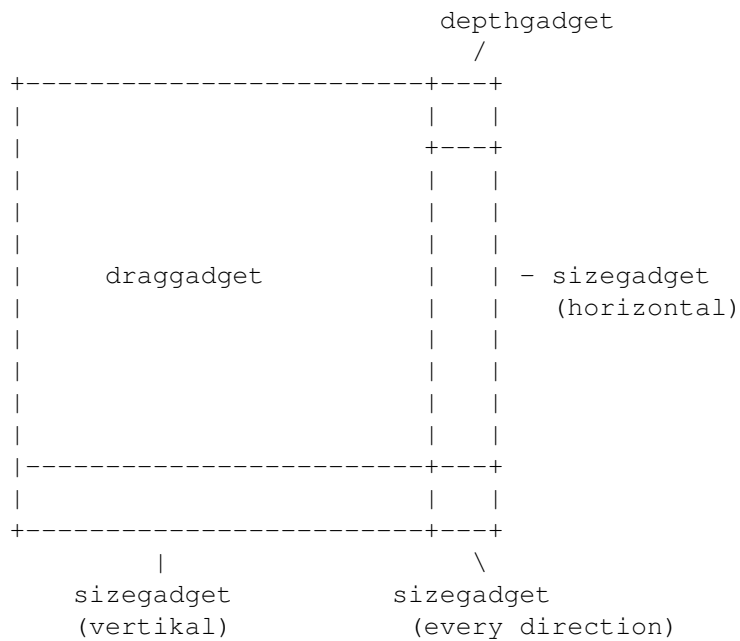 depthgadget
/
+-------------------------+---+
|                         |   |
|                         +---+
|                         |   |
|                         |   |
|                         |   |
|     draggadget          |   | - sizegadget
|                         |   |   (horizontal)
|                         |   |
|                         |   |
|                         |   |
|                         |   |
|-------------------------+---+
|                         |   |
+-------------------------+---+
|                   \
sizegadget          sizegadget
(vertikal)           (every direction)